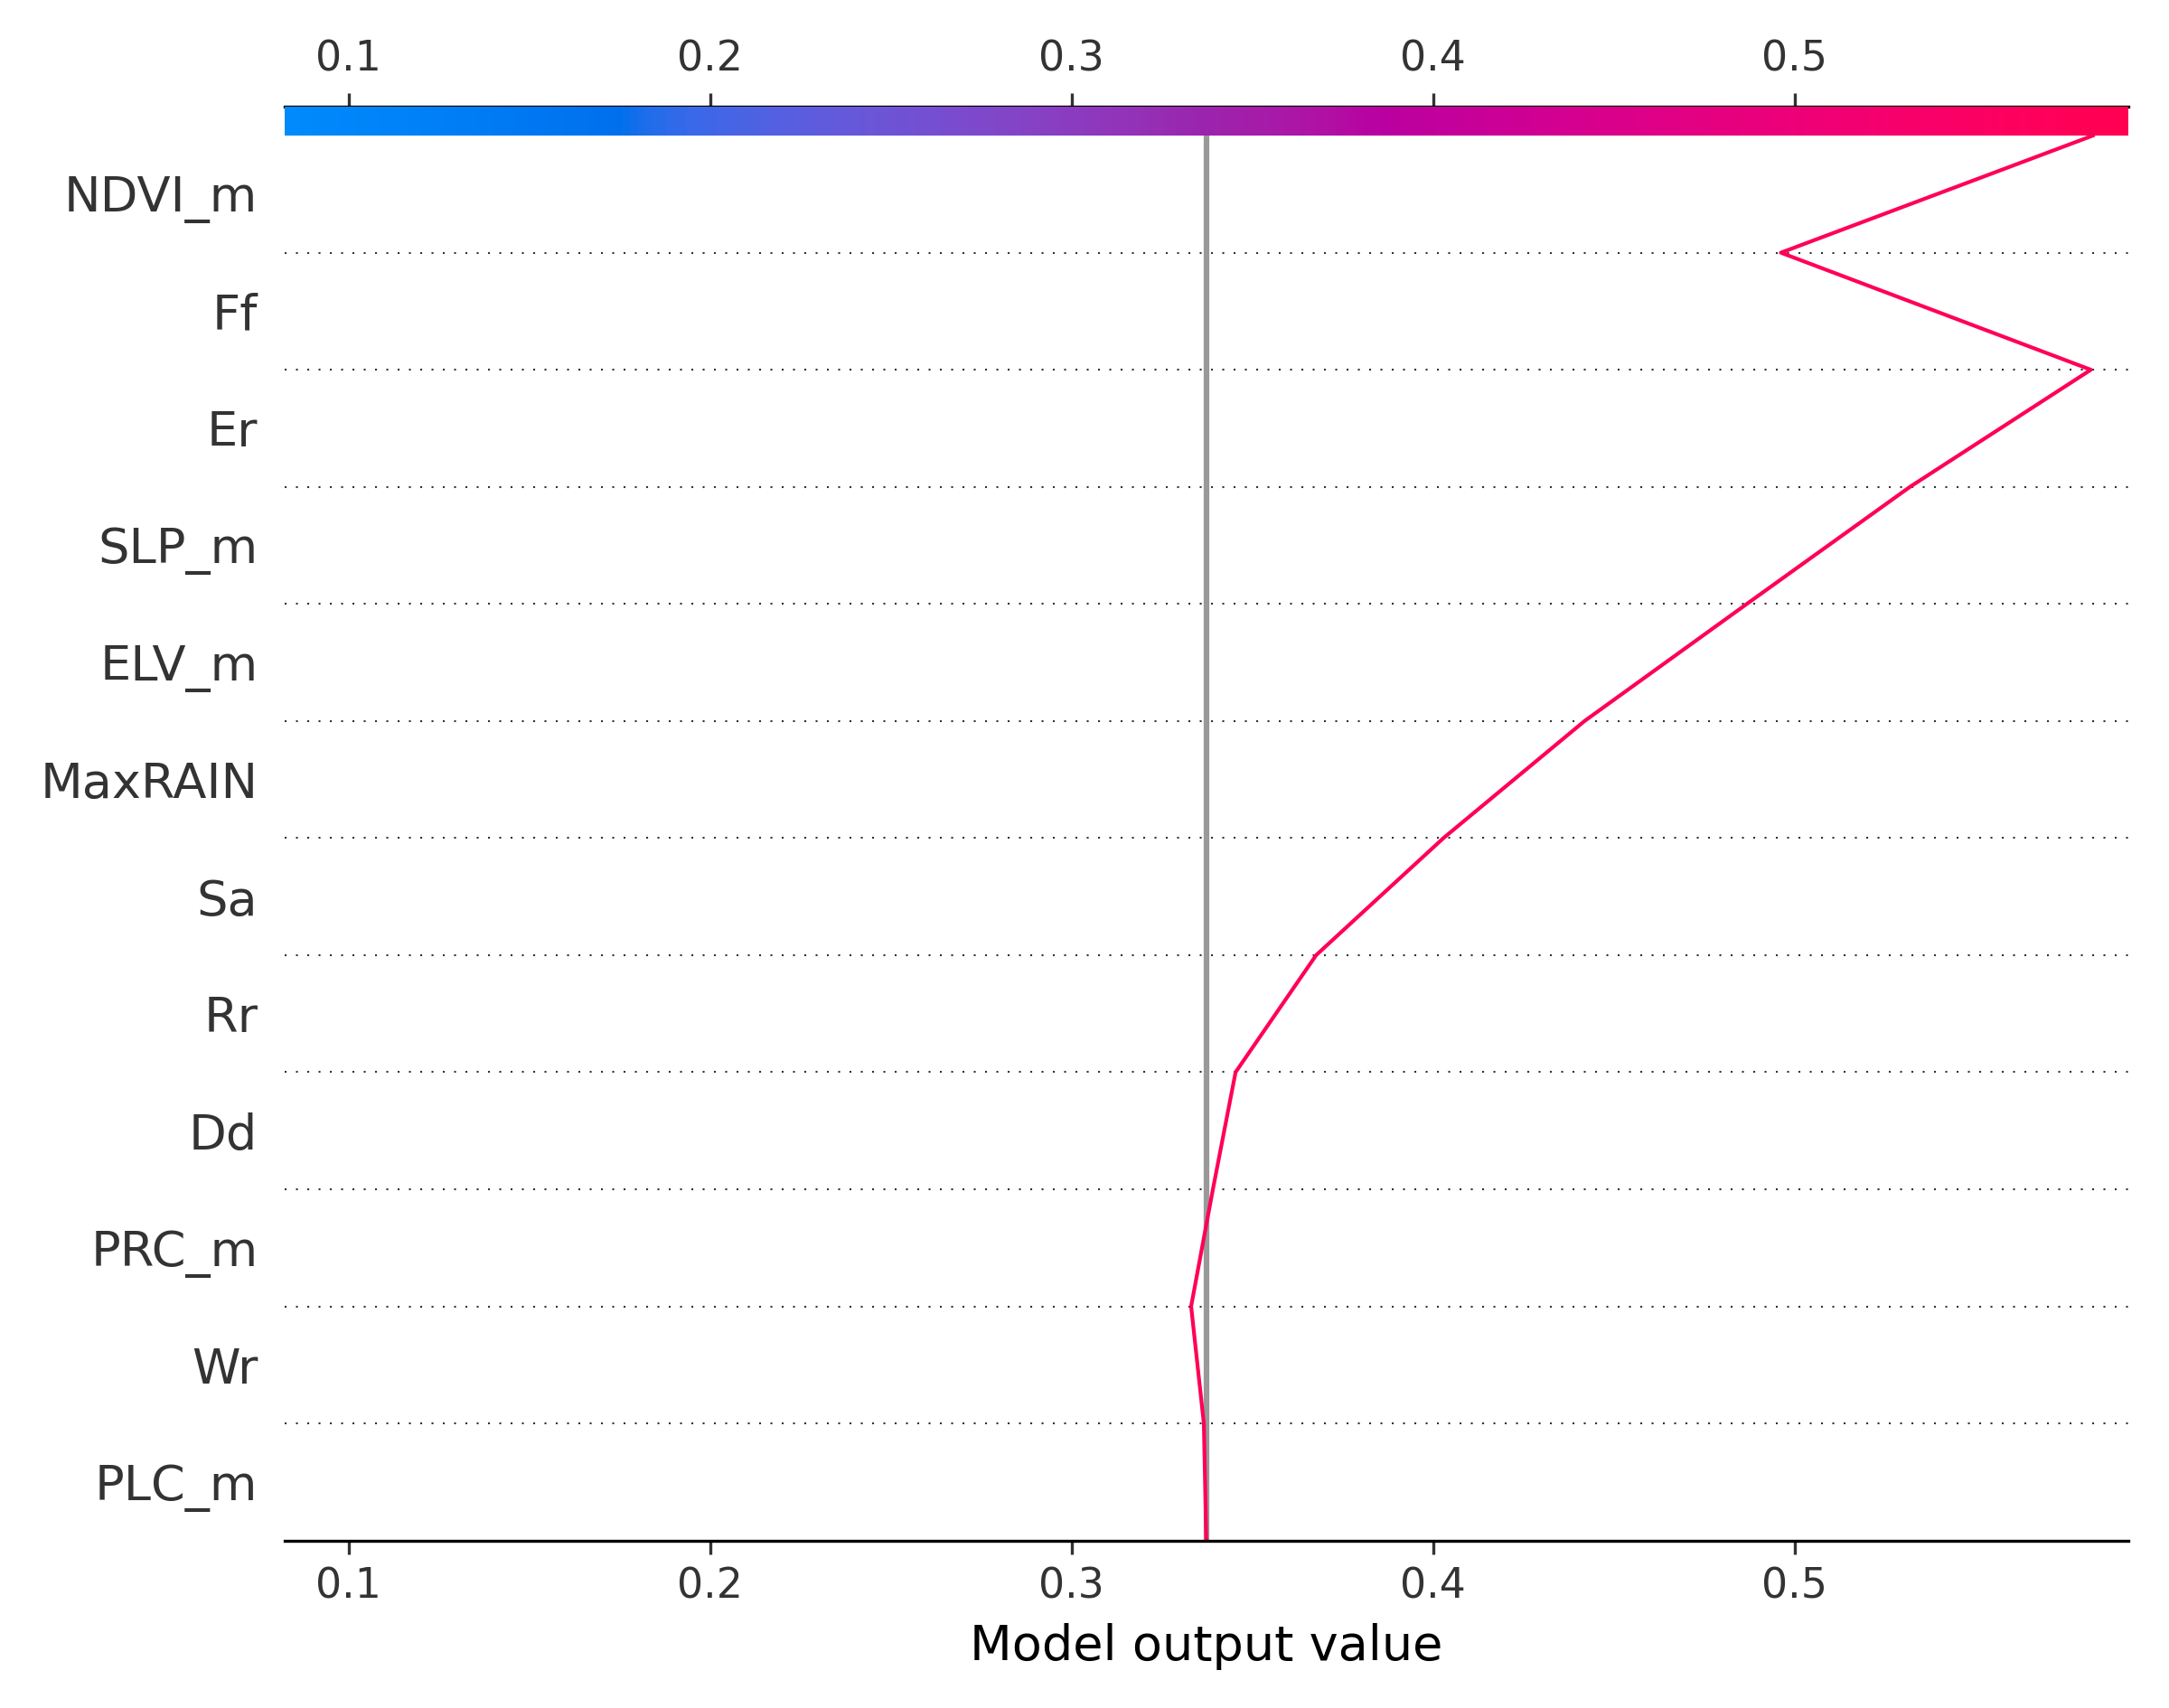 0.1 0.2 0.3 0.4 0.5
NDVI_m
Ff
Er
SLP_m
ELV_m
MaxRAIN
Sa
Rr
Dd
PRC_m
Wr
PLC_m
0.1 0.2 0.3 0.4 0.5
Model output value